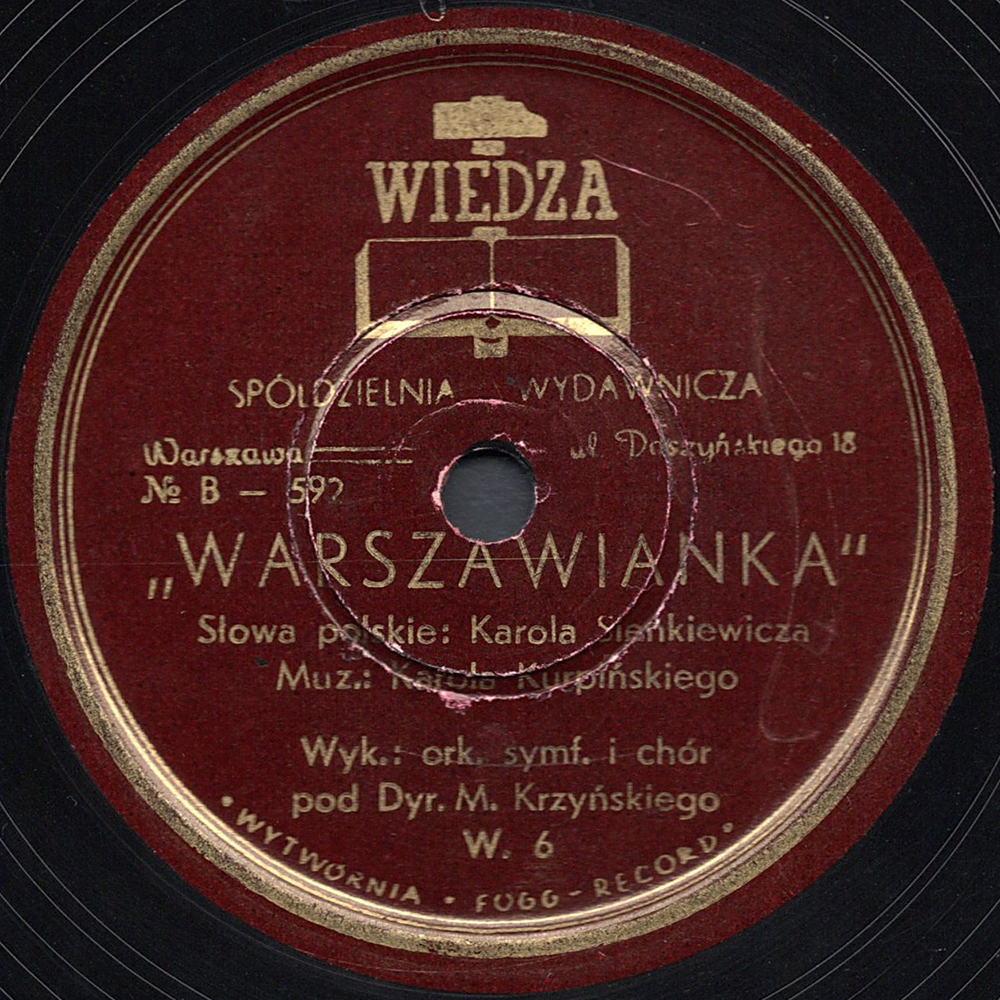 WIEDZA
SPÓŁDZIELNIA WYDAWNICZA
Warszawa ul. Daszyńskiego 18
№ B — 592
„WARSZAWIANKA“
Słowa polskie: Karola Sienkiewicza
Muz.: Karola Kurpińskiego
Wyk.: ork. symf. i chór
pod Dyr. M. Krzyńskiego
W. 6
• WYTWÓRNIA • FOGG-RECORD •